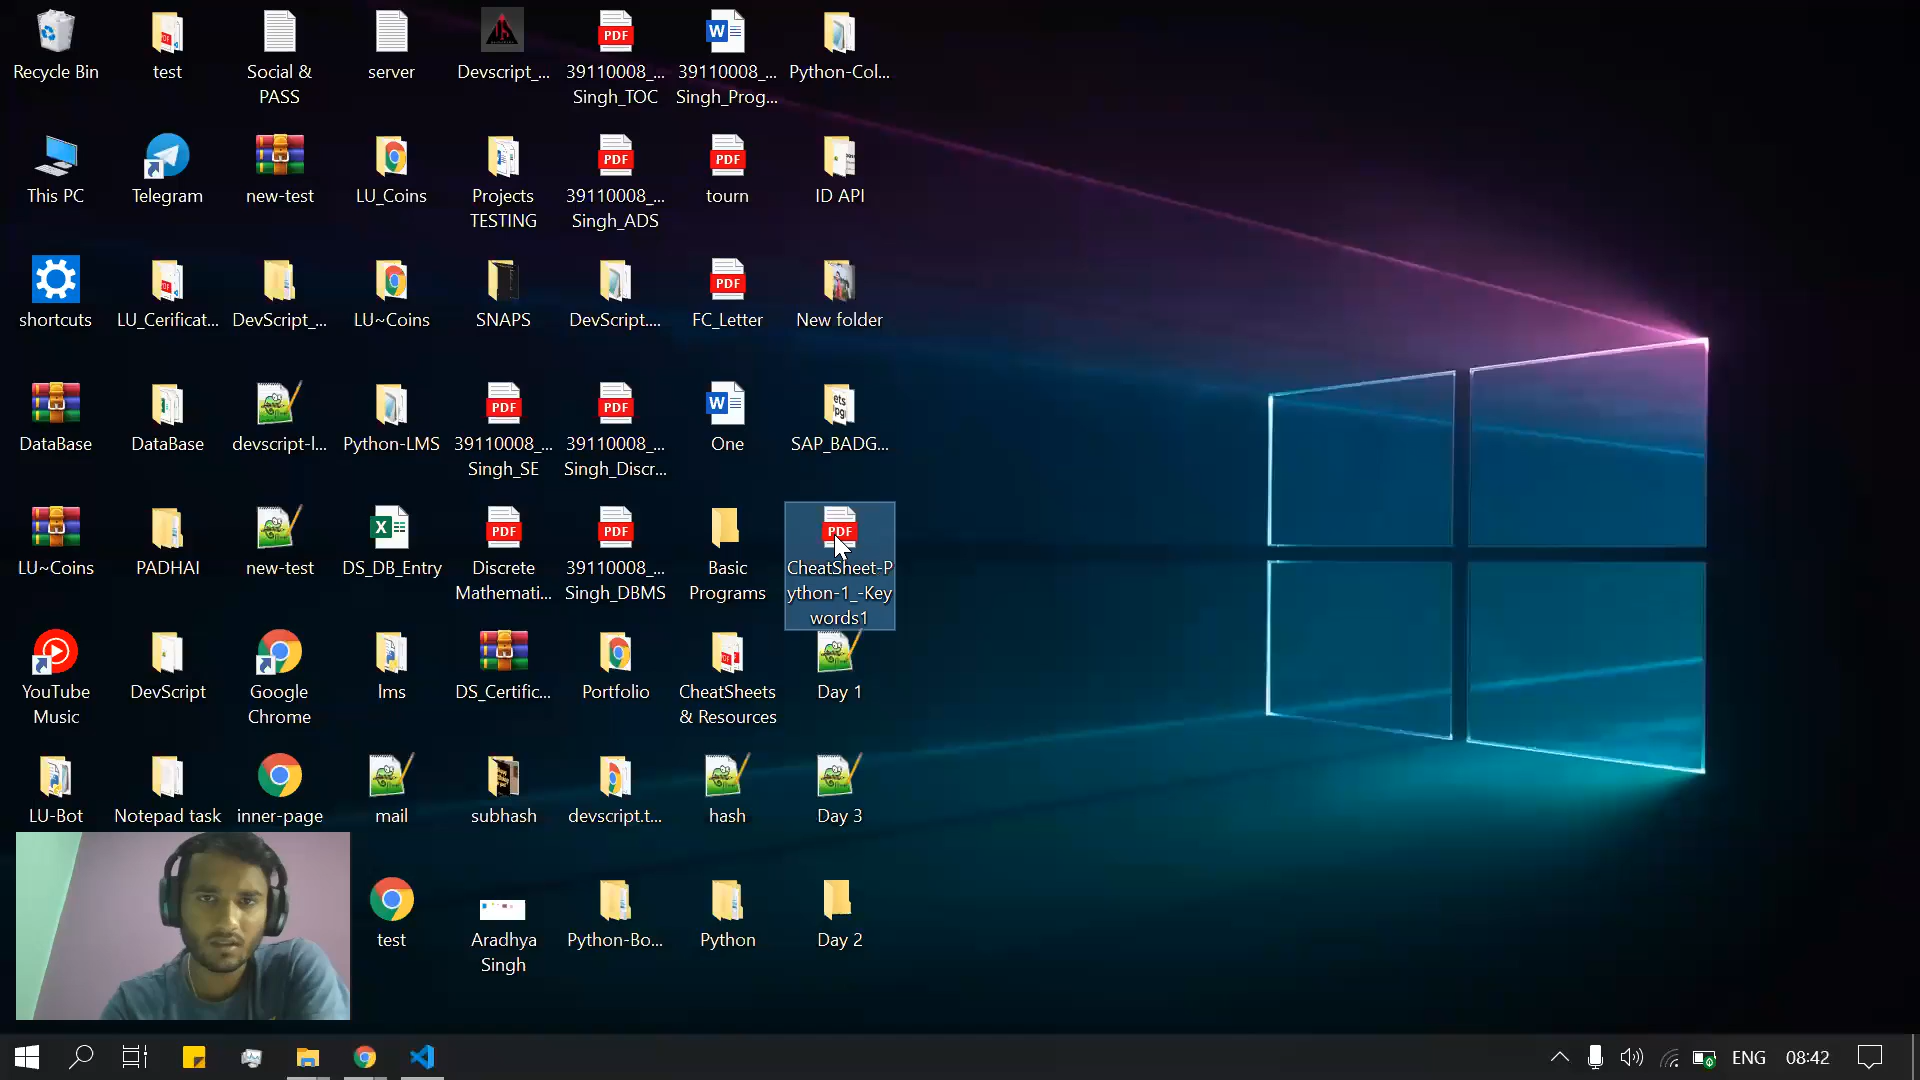 Recycle Bin
test
Social &
PASS
server
Devscript_...
39110008_...
Singh_TOC
39110008_...
Singh_Prog...
Python-Col...
This PC
Telegram
new-test
LU_Coins
Projects
TESTING
39110008_...
Singh_ADS
tourn
ID API
shortcuts
LU_Cerificat...
DevScript_...
LU~Coins
SNAPS
DevScript....
FC_Letter
New folder
DataBase
DataBase
devscript-l...
Python-LMS
39110008_...
Singh_SE
39110008_...
Singh_Discr...
One
SAP_BADG...
LU~Coins
PADHAI
new-test
DS_DB_Entry
Discrete
Mathemati...
39110008_...
Singh_DBMS
Basic
Programs
CheatSheet-P
ython-1_-Key
words1
YouTube
Music
DevScript
Google
Chrome
lms
DS_Certific...
Portfolio
CheatSheets
& Resources
Day 1
LU-Bot
Notepad task
inner-page
mail
subhash
devscript.t...
hash
Day 3
test
Aradhya
Singh
Python-Bo...
Python
Day 2
ENG
08:42